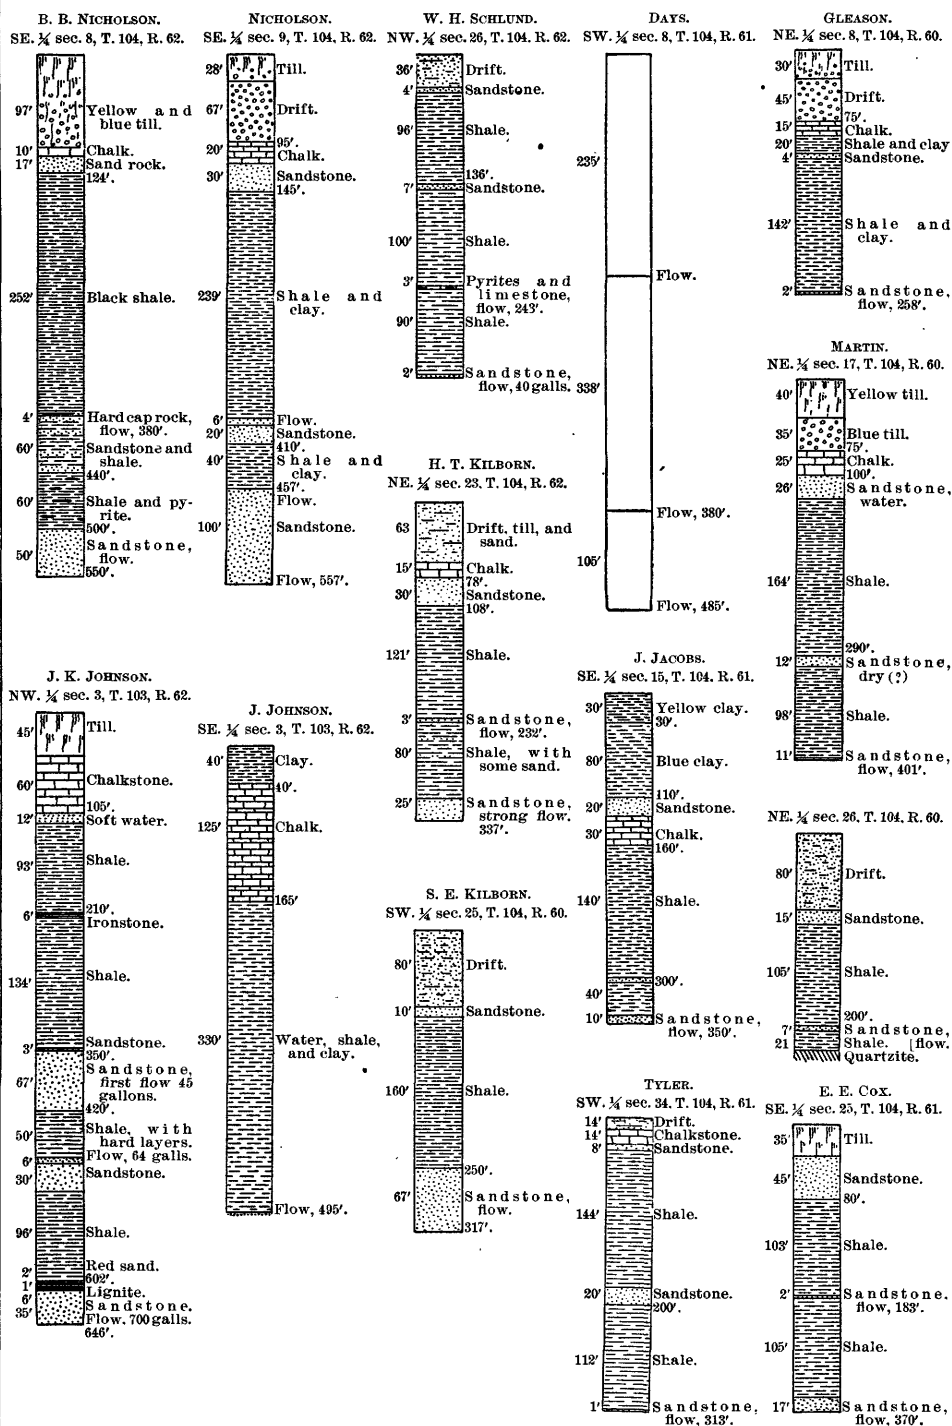 B. B. NICHOLSON.
SE. ¼ sec. 8, T. 104, R. 62.
97′ Yellow and
blue till.
10′ Chalk.
17′ Sand rock.
124′.
252′ Black shale.
4′ Hard cap rock,
flow, 380′.
60′ Sandstone and
shale.
440′.
60′ Shale and py-
rite.
500′.
50′ Sandstone,
flow.
550′.
NICHOLSON.
SE. ¼ sec. 9, T. 104, R. 62.
28′ Till.
67′ Drift.
95′.
20′ Chalk.
30′ Sandstone.
145′.
239′ Shale and
clay.
6′ Flow.
20′ Sandstone.
410′.
40′ Shale and
clay.
457′.
Flow.
100′ Sandstone.
Flow, 557′.
W. H. SCHLUND.
NW. ¼ sec. 26, T. 104. R. 62.
36′ Drift.
4′ Sandstone.
96′ Shale.
136′.
7′ Sandstone.
100′ Shale.
3′ Pyrites and
limestone,
flow, 243′.
90′ Shale.
2′ Sandstone,
flow, 40 galls.
DAYS.
SW. ¼ sec. 8, T. 104, R. 61.
235′
Flow.
338′
Flow, 380′.
105′
Flow, 485′.
GLEASON.
NE. ¼ sec. 8, T. 104, R. 60.
30′ Till.
45′ Drift.
75′.
15′ Chalk.
20′ Shale and clay
4′ Sandstone.
142′ Shale and
clay.
2′ Sandstone,
flow, 258′.
MARTIN.
NE. ¼ sec. 17, T. 104, R. 60.
40′ Yellow till.
35′ Blue till.
75′.
25′ Chalk.
100′.
26′ Sandstone,
water.
164′ Shale.
290′.
12′ Sandstone,
dry (?)
98′ Shale.
11′ Sandstone,
flow, 401′.
H. T. KILBORN.
NE. ¼ sec. 23, T. 104, R. 62.
63 Drift, till, and
sand.
15′ Chalk.
78′.
30′ Sandstone.
108′.
121′ Shale.
3′ Sandstone,
flow, 232′.
80′ Shale, with
some sand.
25′ Sandstone,
strong flow.
337′.
J. K. JOHNSON.
NW. ¼ sec. 3, T. 103, R. 62.
45′ Till.
60′ Chalkstone.
105′.
12′ Soft water.
93′ Shale.
210′.
6′ Ironstone.
134′ Shale.
3′ Sandstone.
350′.
67′ Sandstone,
first flow 45
gallons.
420′.
50′ Shale, with
hard layers.
6′ Flow, 64 galls.
30′ Sandstone.
96′ Shale.
2′ Red sand.
602′.
1′ Lignite.
6′ Sandstone.
35′ Flow, 700 galls.
646′.
J. JOHNSON.
SE. ¼ sec. 3, T. 103, R. 62.
40′ Clay.
40′.
125′ Chalk.
165′
330′ Water, shale,
and clay.
Flow, 495′.
S. E. KILBORN.
SW. ¼ sec. 25, T. 104, R. 60.
80′ Drift.
10′ Sandstone.
160′ Shale.
250′.
67′ Sandstone,
flow.
317′.
J. JACOBS.
SE. ¼ sec. 15, T. 104, R. 61.
30′ Yellow clay.
30′.
80′ Blue clay.
110′.
20′ Sandstone.
30′ Chalk.
160′.
140′ Shale.
300′.
40′
10′ Sandstone,
flow, 350′.
NE. ¼ sec. 26, T. 104, R. 60.
80′ Drift.
15′ Sandstone.
105′ Shale.
200′.
7′ Sandstone,
21 Shale. [flow.
Quartzite.
TYLER.
SW. ¼ sec. 34, T. 104, R. 61.
14′ Drift.
14′ Chalkstone.
8′ Sandstone.
144′ Shale.
20′ Sandstone.
200′.
112′ Shale.
1′ Sandstone,
flow, 313′.
E. E. COX.
SE. ¼ sec. 25, T. 104, R. 61.
35′ Till.
45′ Sandstone.
80′.
103′ Shale.
2′ Sandstone.
flow, 183′.
105′ Shale.
17′ Sandstone,
flow, 370′.